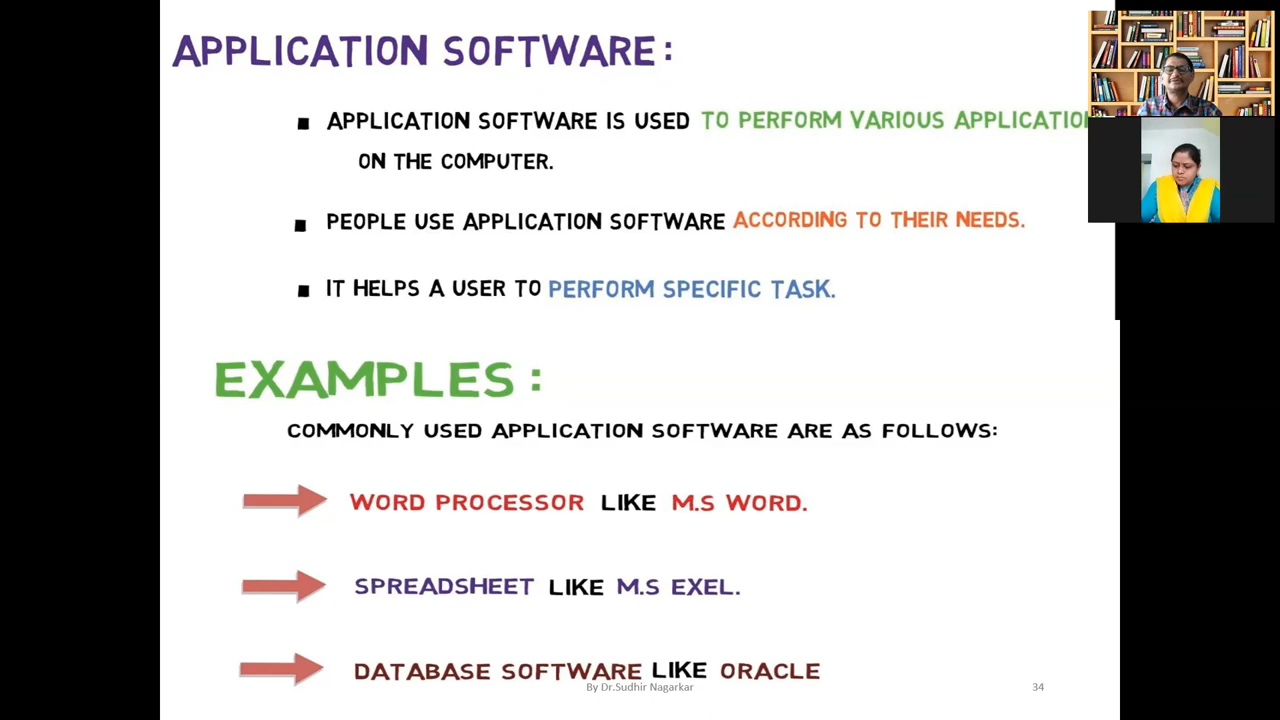 APPLICATION SOFTWARE:
▪ APPLICATION SOFTWARE IS USED TO PERFORM VARIOUS APPLICATIO
ON THE COMPUTER.
▪ PEOPLE USE APPLICATION SOFTWARE ACCORDING TO THEIR NEEDS.
▪ IT HELPS A USER TO PERFORM SPECIFIC TASK.
EXAMPLES:
COMMONLY USED APPLICATION SOFTWARE ARE AS FOLLOWS:
WORD PROCESSOR LIKE M.S WORD.
SPREADSHEET LIKE M.S EXEL.
DATABASE SOFTWARE LIKE ORACLE
By Dr.Sudhir Nagarkar
34